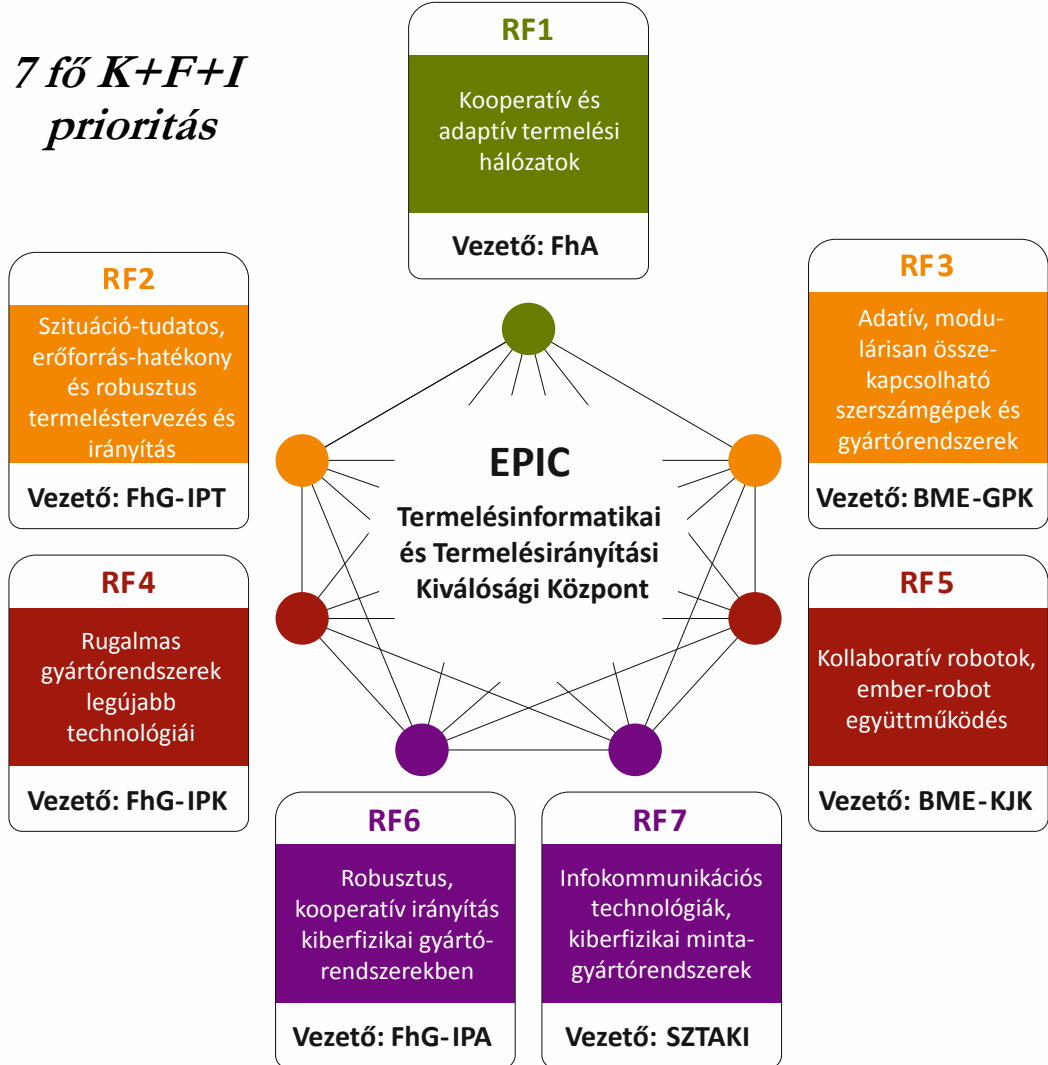 7 fő K+F+I
prioritás
RF1
Kooperatív és
adaptív termelési
hálózatok
Vezető: FhA
RF2
Szituáció-tudatos,
erőforrás-hatékony
és robusztus
termeléstervezés és
irányítás
Vezető: FhG-IPT
RF3
Adatív, modu-
lárisan össze-
kapcsolható
szerszámgépek és
gyártórendszerek
Vezető: BME-GPK
EPIC
Termelésinformatikai
és Termelésirányítási
Kiválósági Központ
RF4
Rugalmas
gyártórendszerek
legújabb
technológiái
Vezető: FhG-IPK
RF5
Kollaboratív robotok,
ember-robot
együttműködés
Vezető: BME-KJK
RF6
Robusztus,
kooperatív irányítás
kiberfizikai gyártó-
rendszerekben
Vezető: FhG-IPA
RF7
Infokommunikációs
technológiák,
kiberfizikai minta-
gyártórendszerek
Vezető: SZTAKI